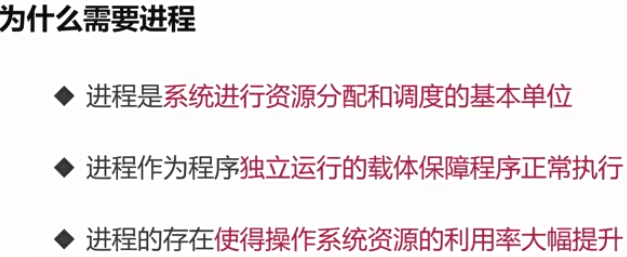 为什么需要进程
◆ 进程是系统进行资源分配和调度的基本单位
◆ 进程作为程序独立运行的载体保障程序正常执行
◆ 进程的存在使得操作系统资源的利用率大幅提升